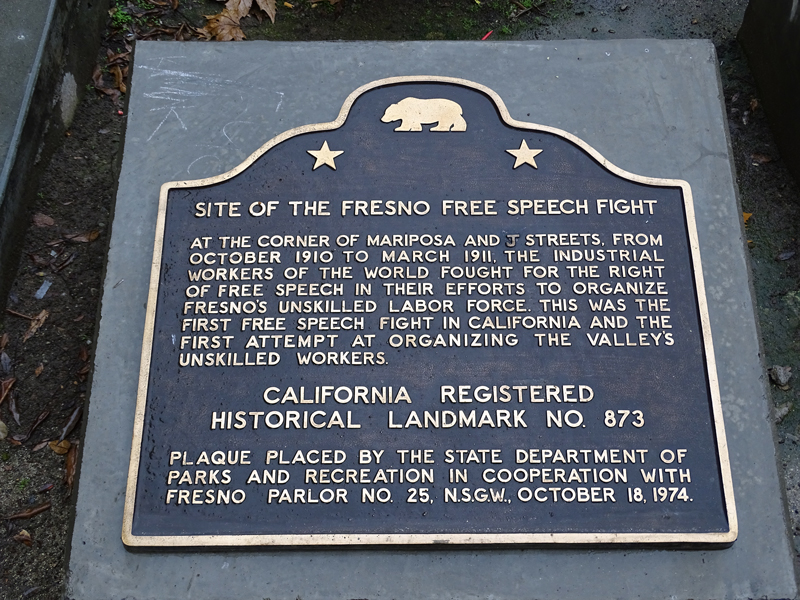 SITE OF THE FRESNO FREE SPEECH FIGHT
AT THE CORNER OF MARIPOSA AND J STREETS, FROM
OCTOBER 1910 TO MARCH 1911, THE INDUSTRIAL
WORKERS OF THE WORLD FOUGHT FOR THE RIGHT
OF FREE SPEECH IN THEIR EFFORTS TO ORGANIZE
FRESNO'S UNSKILLED LABOR FORCE. THIS WAS THE
FIRST FREE SPEECH FIGHT IN CALIFORNIA AND THE
FIRST ATTEMPT AT ORGANIZING THE VALLEY'S
UNSKILLED WORKERS.
CALIFORNIA REGISTERED
HISTORICAL LANDMARK NO. 873
PLAQUE PLACED BY THE STATE DEPARTMENT OF
PARKS AND RECREATION IN COOPERATION WITH
FRESNO PARLOR NO. 25, N.S.G.W., OCTOBER 18, 1974.